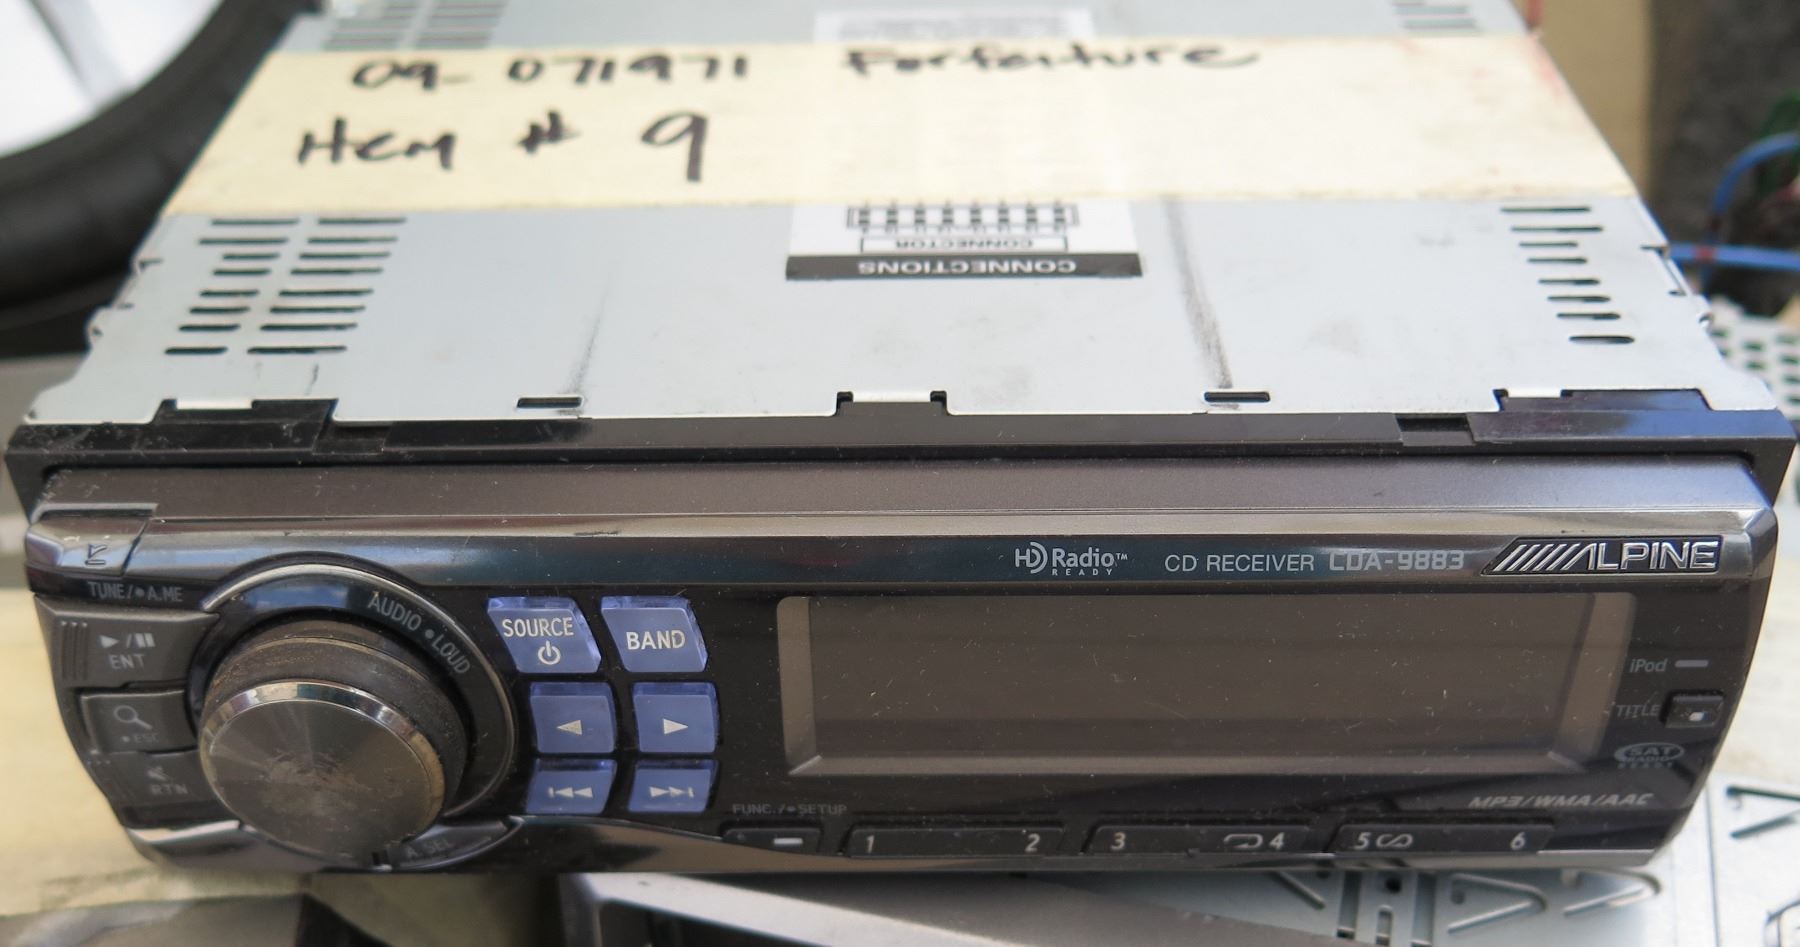 09-071971 Forfeiture
Item # 9
CONNECTOR
CONNECTIONS
HD Radio™
READY
CD RECEIVER CDA-9883 ALPINE
TUNE/•A.ME
AUDIO •LOUD
SOURCE
BAND
ENT
iPod
•ESC
TITLE
SAT
RADIO
READY
RTN
MP3/WMA/AAC
FUNC./•SETUP
A.SEL
1 2 3 4 5 6